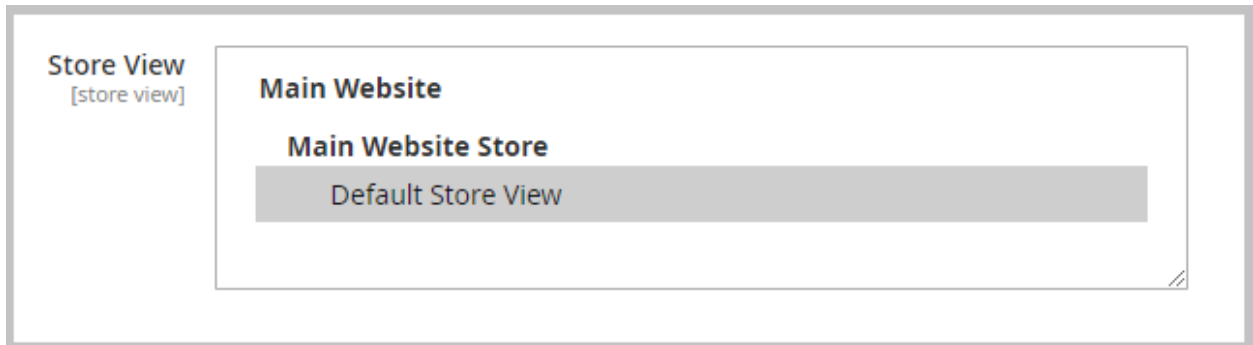 Store View
[store view]
Main Website
Main Website Store
Default Store View